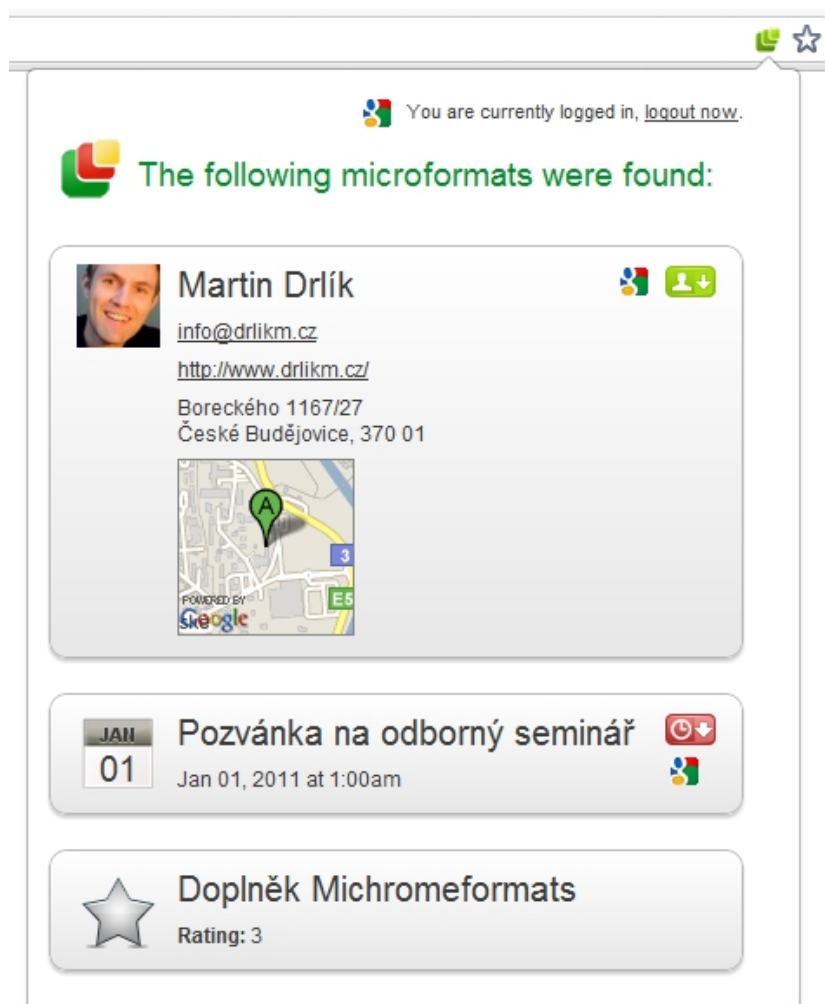 You are currently logged in, logout now.
The following microformats were found:
Martin Drlík
info@drlikm.cz
http://www.drlikm.cz/
Boreckého 1167/27
České Budějovice, 370 01
A
3
E5
POWERED BY
Google
ské
JAN
01
Pozvánka na odborný seminář
Jan 01, 2011 at 1:00am
Doplněk Michromeformats
Rating: 3